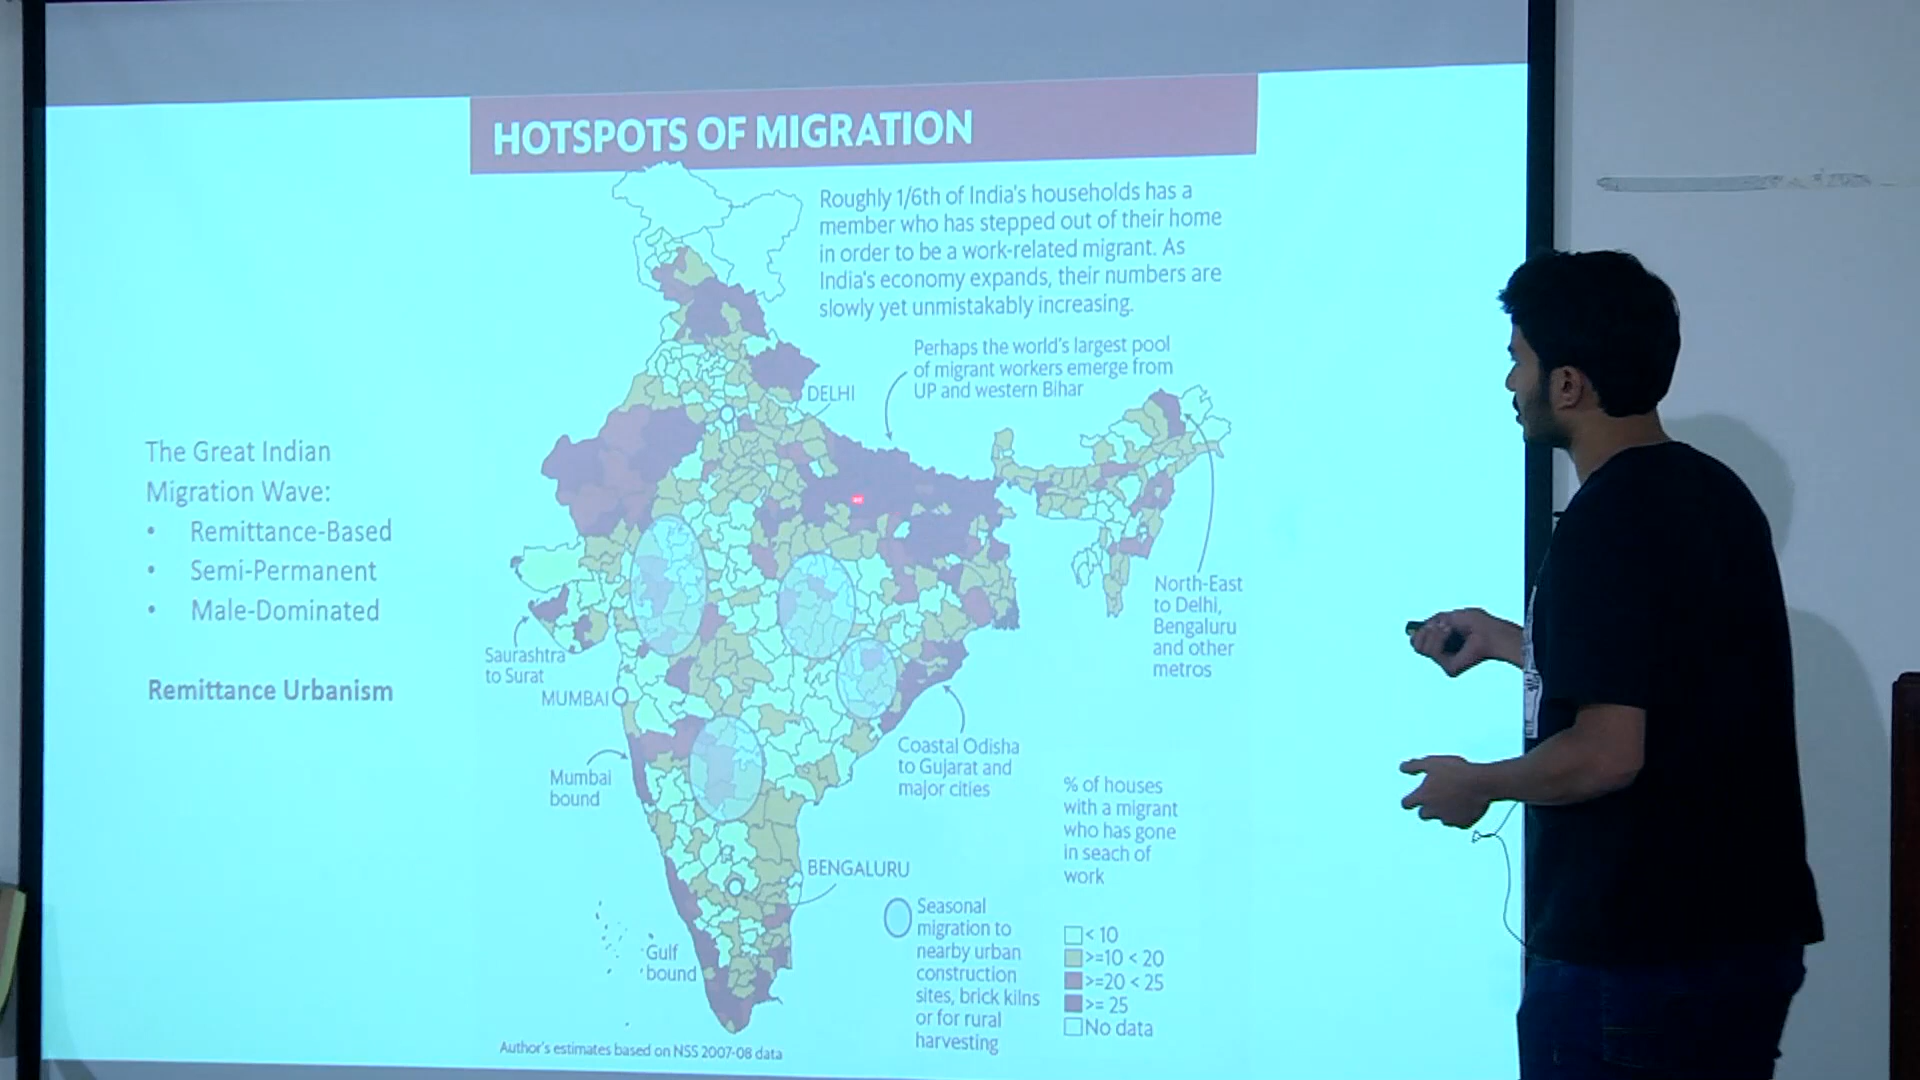 HOTSPOTS OF MIGRATION
Roughly 1/6th of India's households has a
member who has stepped out of their home
in order to be a work-related migrant. As
India's economy expands, their numbers are
slowly yet unmistakably increasing.
Perhaps the world's largest pool
of migrant workers emerge from
UP and western Bihar
DELHI
The Great Indian
Migration Wave:
• Remittance-Based
• Semi-Permanent
• Male-Dominated
Remittance Urbanism
North-East
to Delhi,
Bengaluru
and other
metros
Saurashtra
to Surat
MUMBAI
Mumbai
bound
Coastal Odisha
to Gujarat and
major cities
BENGALURU
Gulf
bound
Seasonal
migration to
nearby urban
construction
sites, brick kilns
or for rural
harvesting
% of houses
with a migrant
who has gone
in seach of
work
< 10
>=10 < 20
>=20 < 25
>= 25
No data
Author's estimates based on NSS 2007-08 data